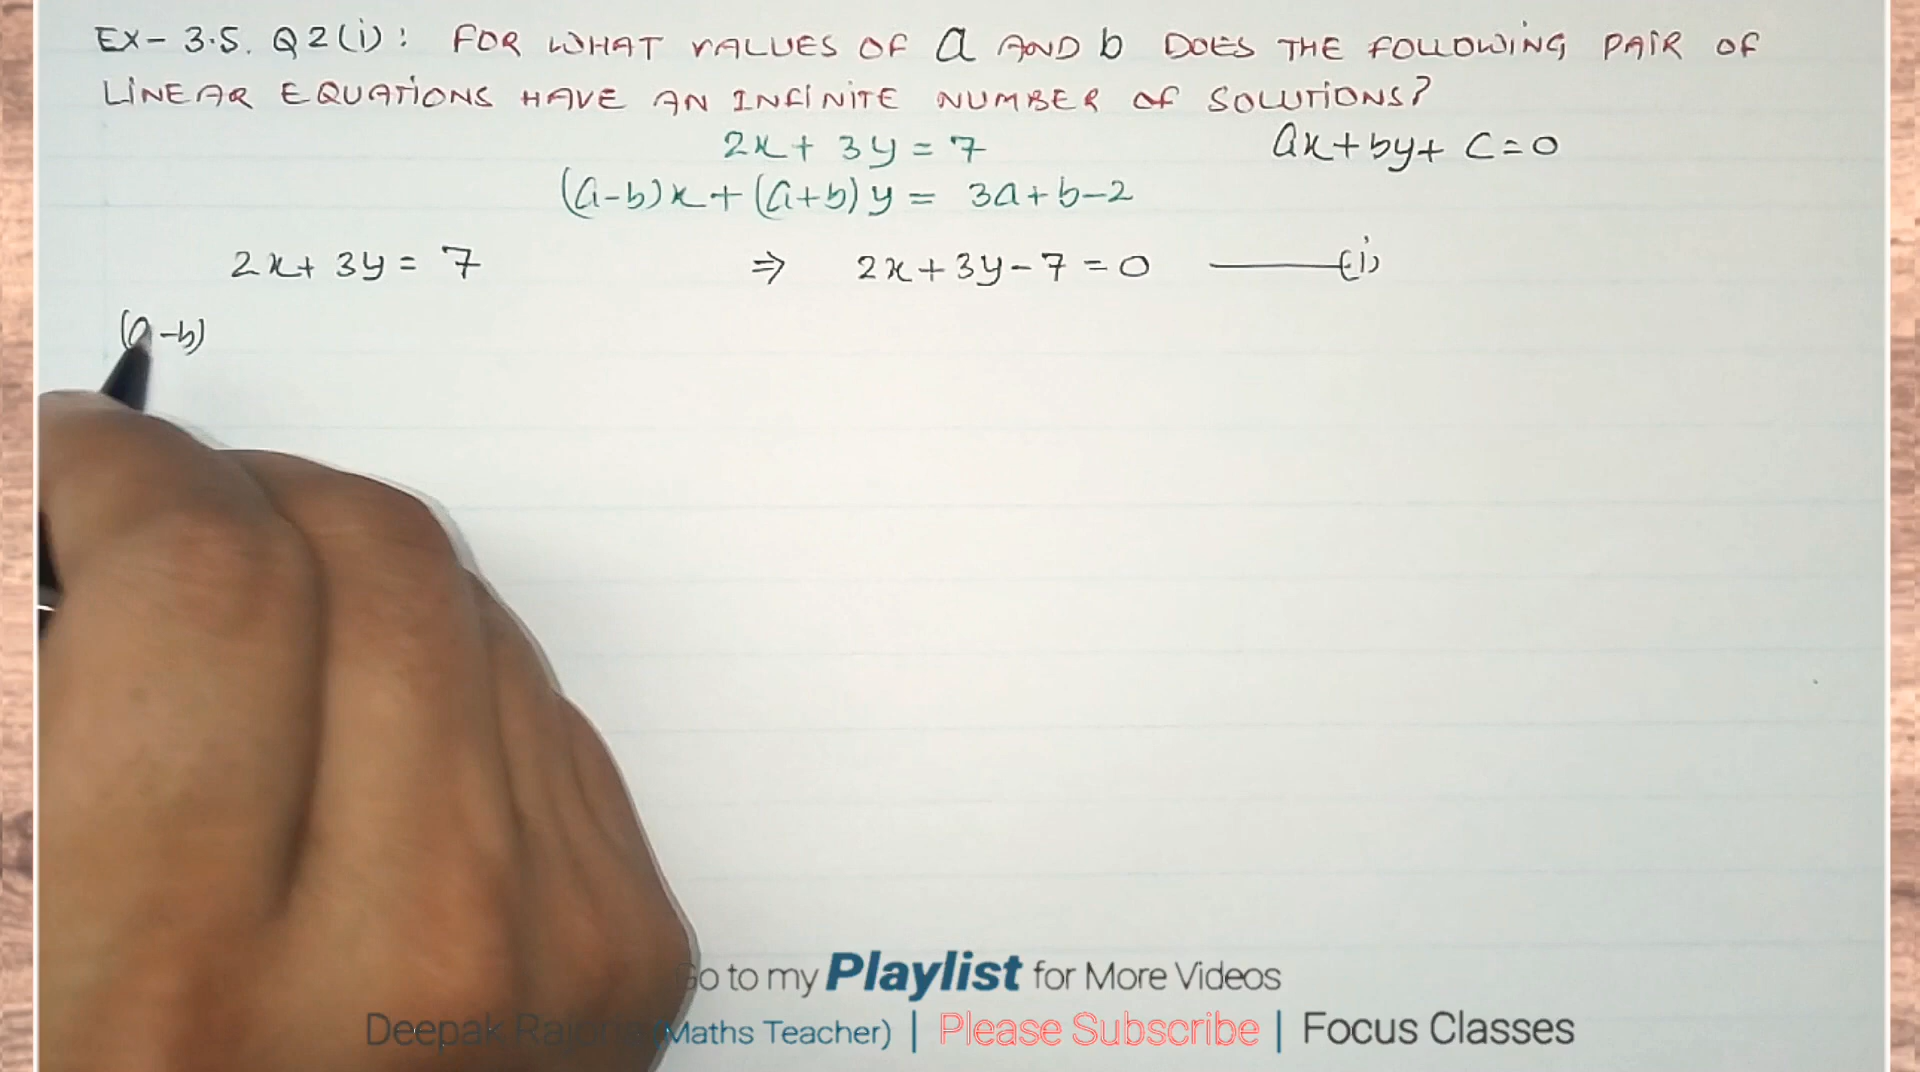 EX- 3.5. Q2(i): FOR WHAT VALUES OF a AND b DOES THE FOLLOWING PAIR OF
LINEAR EQUATIONS HAVE AN INFINITE NUMBER OF SOLUTIONS?
2x+ 3y = 7 ax+by+ c=0
(a-b)x+(a+b)y = 3a+b-2
2x+ 3y = 7 ⇒ 2x+3y-7=0 ——(i)
(a-b)
Go to my Playlist for More Videos
Deepak (Maths Teacher) | Please Subscribe | Focus Classes